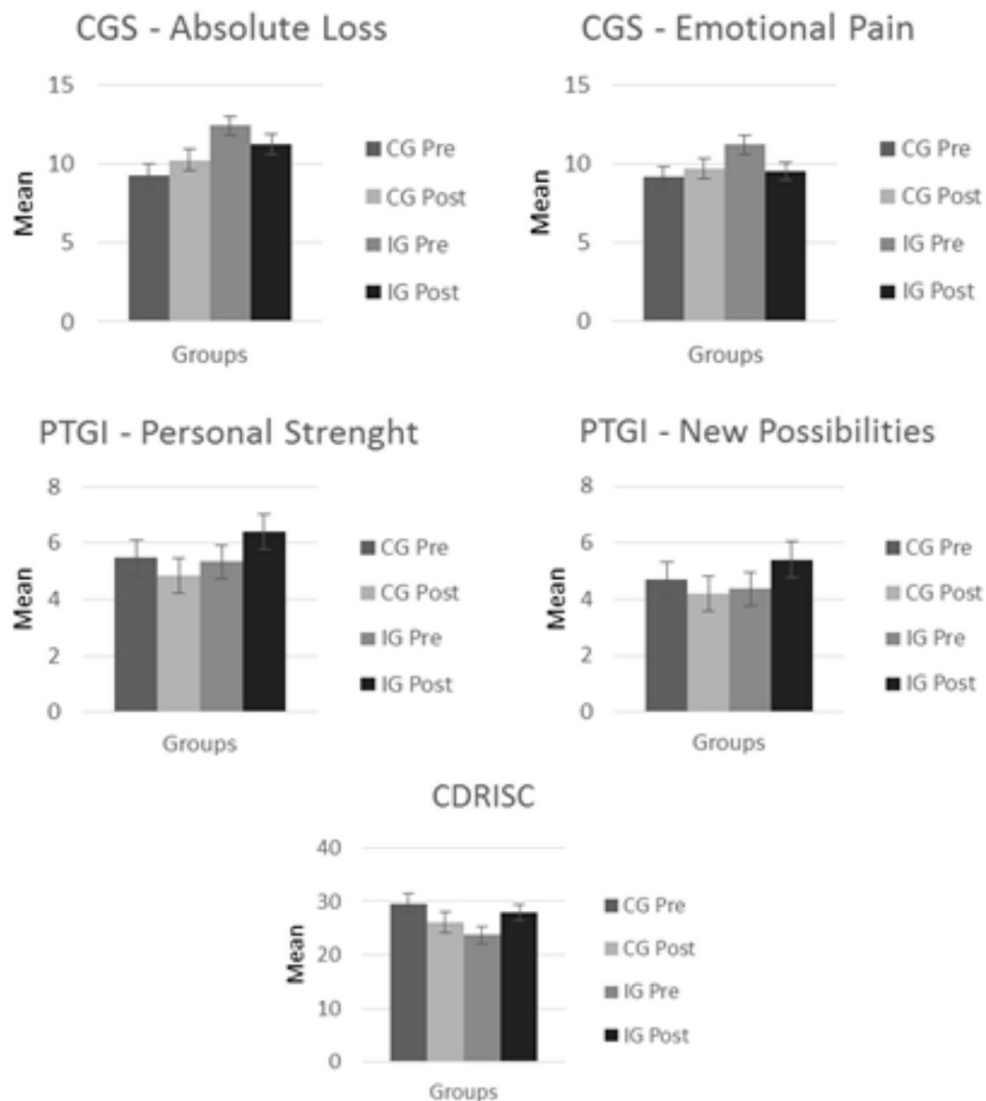 CGS - Absolute Loss
15
10
5
0
Mean
Groups
CG Pre
CG Post
IG Pre
IG Post
CGS - Emotional Pain
15
10
5
0
Mean
Groups
CG Pre
CG Post
IG Pre
IG Post
PTGI - Personal Strenght
8
6
4
2
0
Mean
Groups
CG Pre
CG Post
IG Pre
IG Post
PTGI - New Possibilities
8
6
4
2
0
Mean
Groups
CG Pre
CG Post
IG Pre
IG Post
CDRISC
40
30
20
10
0
Mean
Groups
CG Pre
CG Post
IG Pre
IG Post